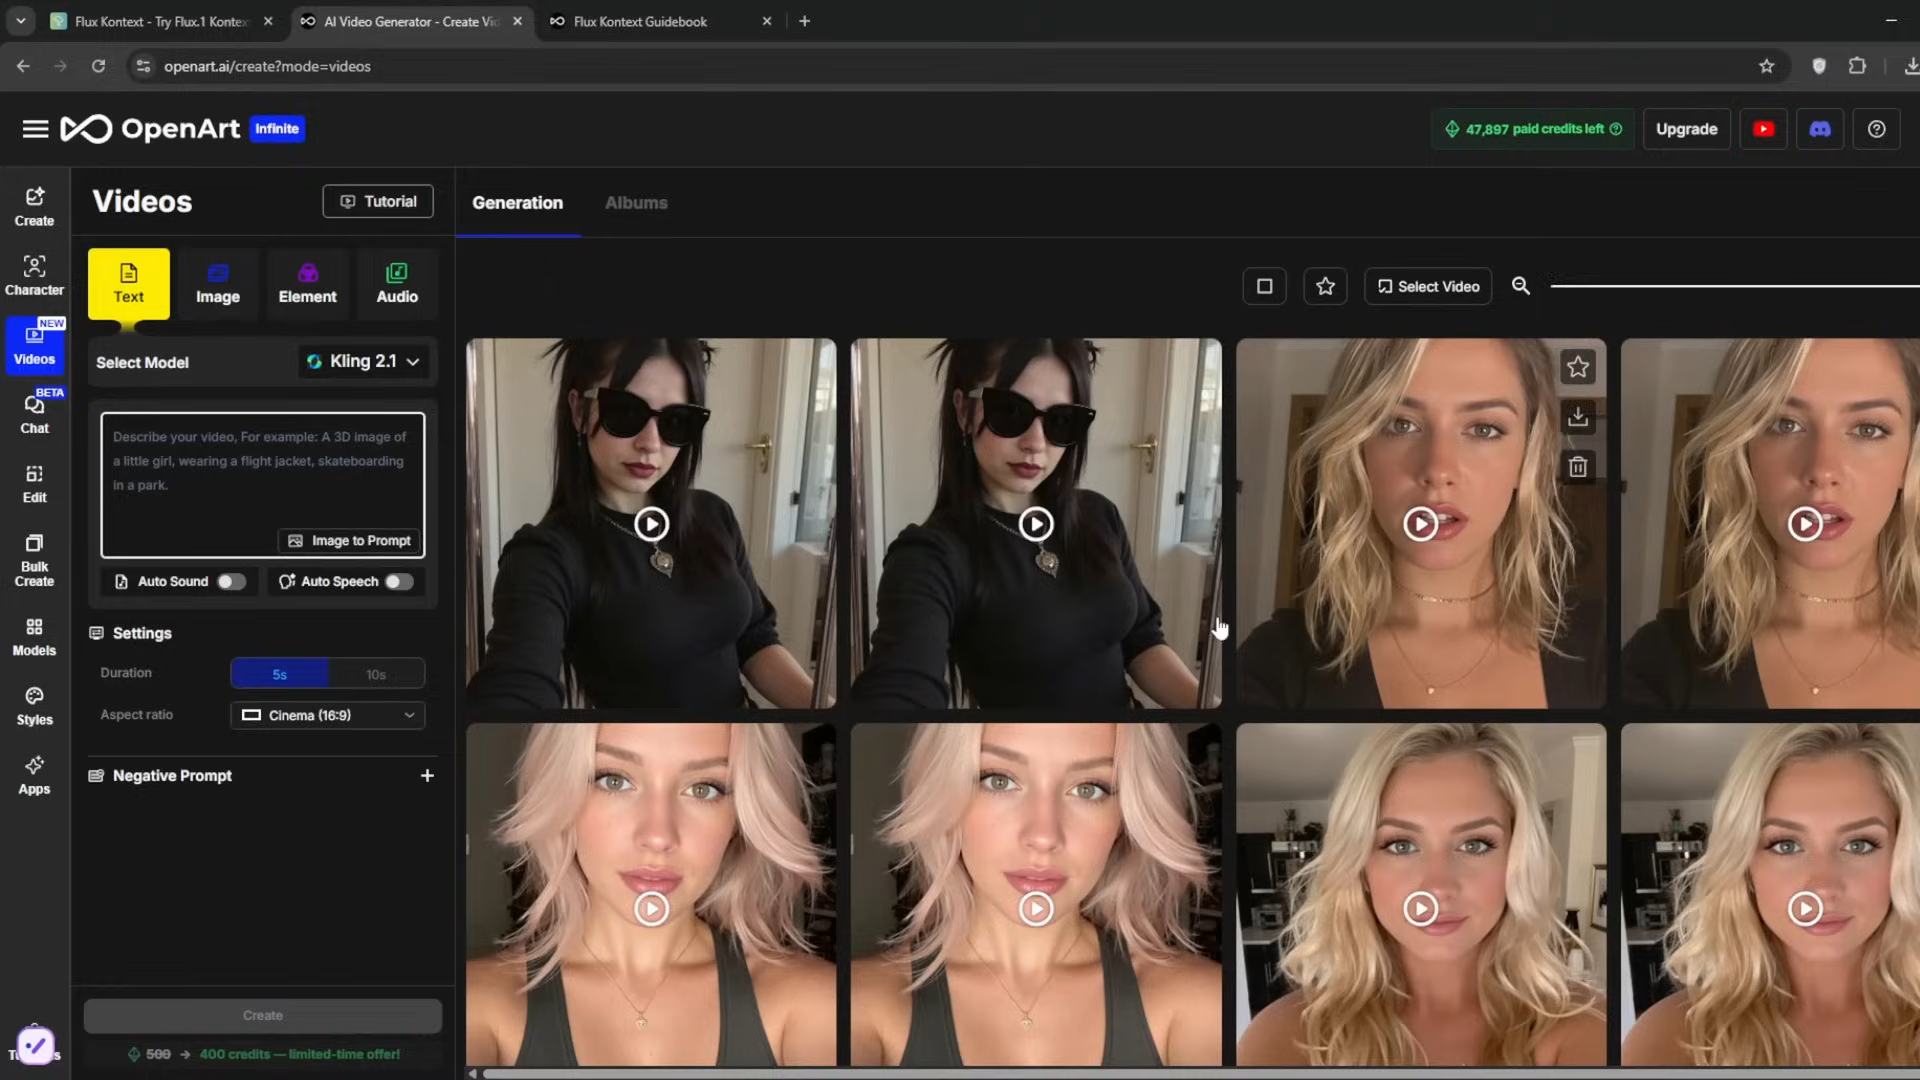 Flux Kontext - Try Flux.1 Kontex
AI Video Generator - Create Vid
Flux Kontext Guidebook
openart.ai/create?mode=videos
OpenArt Infinite
47,897 paid credits left
Upgrade
Create
Character
NEW
Videos
BETA
Chat
Edit
Bulk
Create
Models
Styles
Apps
Videos
Tutorial
Text
Image
Element
Audio
Select Model
Kling 2.1
Describe your video, For example: A 3D image of
a little girl, wearing a flight jacket, skateboarding
in a park.
Image to Prompt
Auto Sound
Auto Speech
Settings
Duration
5s
10s
Aspect ratio
Cinema (16:9)
Negative Prompt
Create
500 → 400 credits — limited-time offer!
Generation
Albums
Select Video